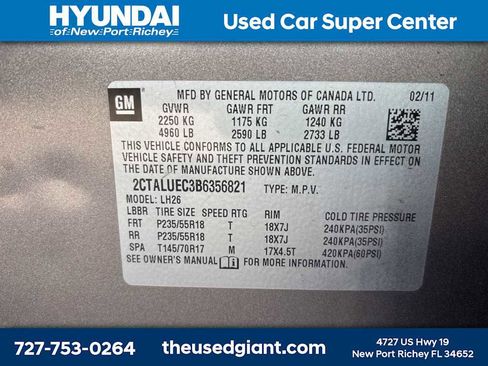 HYUNDAI
of New Port Richey
Used Car Super Center
GM
MFD BY GENERAL MOTORS OF CANADA LTD. 02/11
GVWR GAWR FRT GAWR RR
2250 KG 1175 KG 1240 KG
4960 LB 2590 LB 2733 LB
THIS VEHICLE CONFORMS TO ALL APPLICABLE U.S. FEDERAL MOTOR
VEHICLE SAFETY AND THEFT PREVENTION STANDARDS IN EFFECT ON
THE DATE OF MANUFACTURE SHOWN ABOVE.
2CTALUEC3B6356821 TYPE: M.P.V.
MODEL: LH26
LBBR TIRE SIZE SPEED RTG RIM COLD TIRE PRESSURE
FRT P235/55R18 T 18X7J 240KPA(35PSI)
RR P235/55R18 T 18X7J 240KPA(35PSI)
SPA T145/70R17 M 17X4.5T 420KPA(60PSI)
SEE OWNER'S MANUAL FOR MORE INFORMATION.
727-753-0264
theusedgiant.com
4727 US Hwy 19
New Port Richey FL 34652